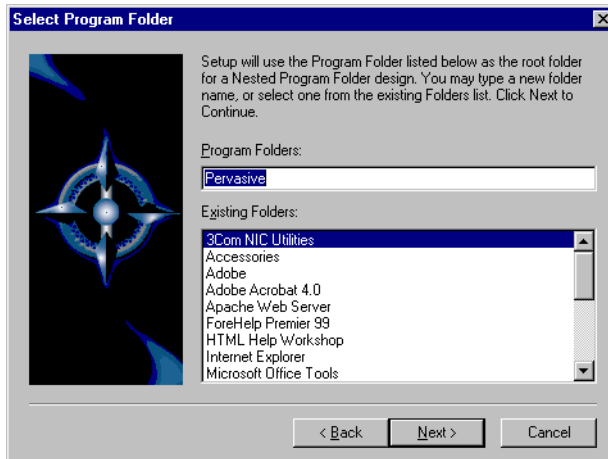 Select Program Folder
Setup will use the Program Folder listed below as the root folder
for a Nested Program Folder design. You may type a new folder
name, or select one from the existing Folders list. Click Next to
Continue.
Program Folders:
Pervasive
Existing Folders:
3Com NIC Utilities
Accessories
Adobe
Adobe Acrobat 4.0
Apache Web Server
ForeHelp Premier 99
HTML Help Workshop
Internet Explorer
Microsoft Office Tools
< Back
Next >
Cancel